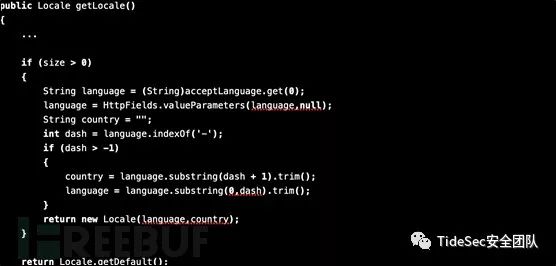 public Locale getLocale()
{
...
if (size > 0)
{
String language = (String)acceptLanguage.get(0);
language = HttpFields.valueParameters(language,null);
String country = "";
int dash = language.indexOf('-');
if (dash > -1)
{
country = language.substring(dash + 1).trim();
language = language.substring(0,dash).trim();
}
return new Locale(language,country);
}
return Locale.getDefault();
FREEBUF
TideSec安全团队